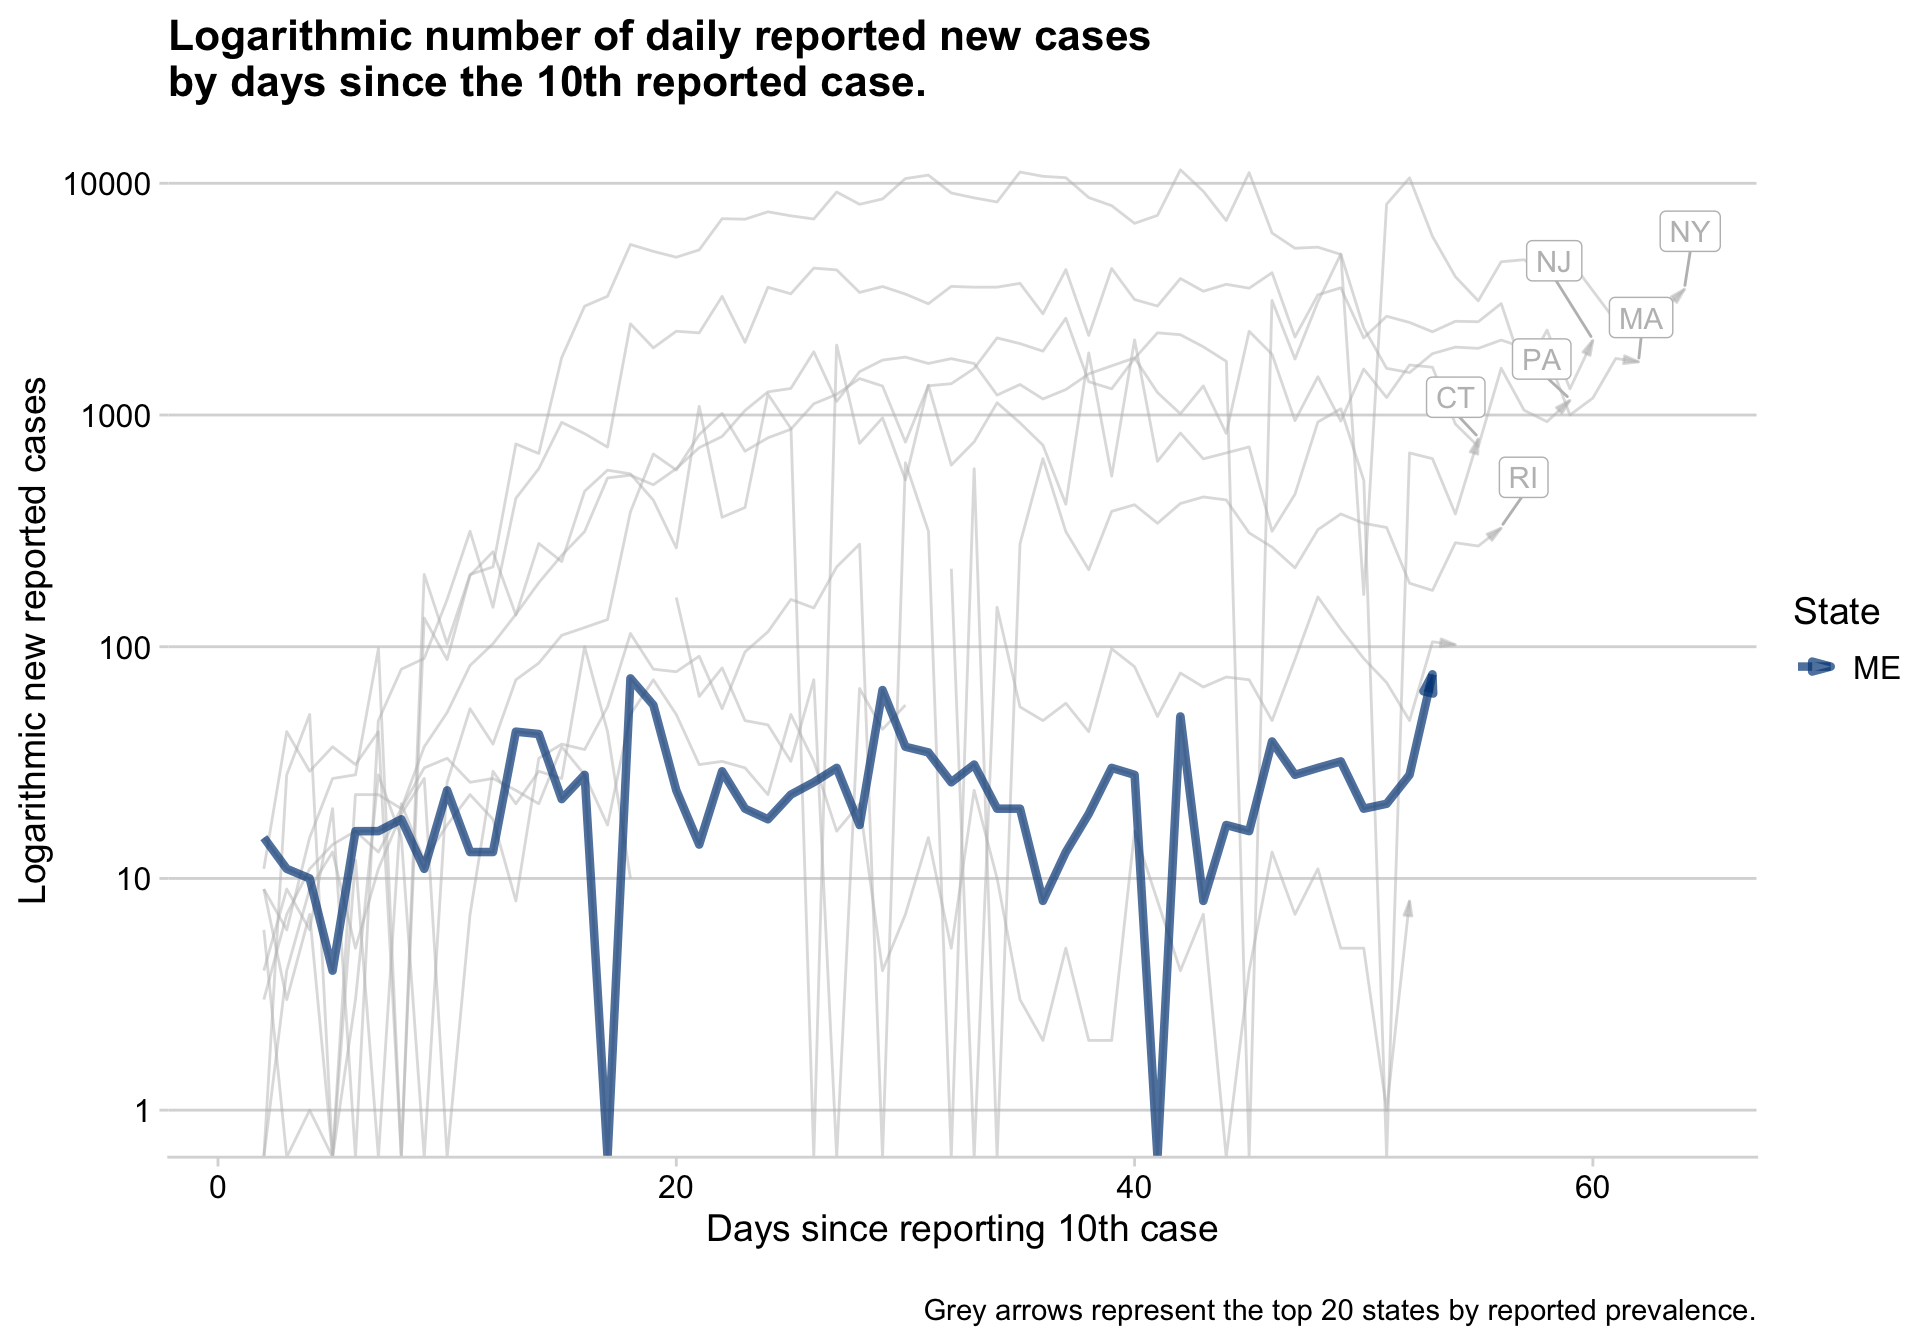 Logarithmic number of daily reported new cases
by days since the 10th reported case.
Logarithmic new reported cases
10000
1000
100
10
1
NY
NJ
MA
PA
CT
RI
State
ME
0
20
40
60
Days since reporting 10th case
Grey arrows represent the top 20 states by reported prevalence.